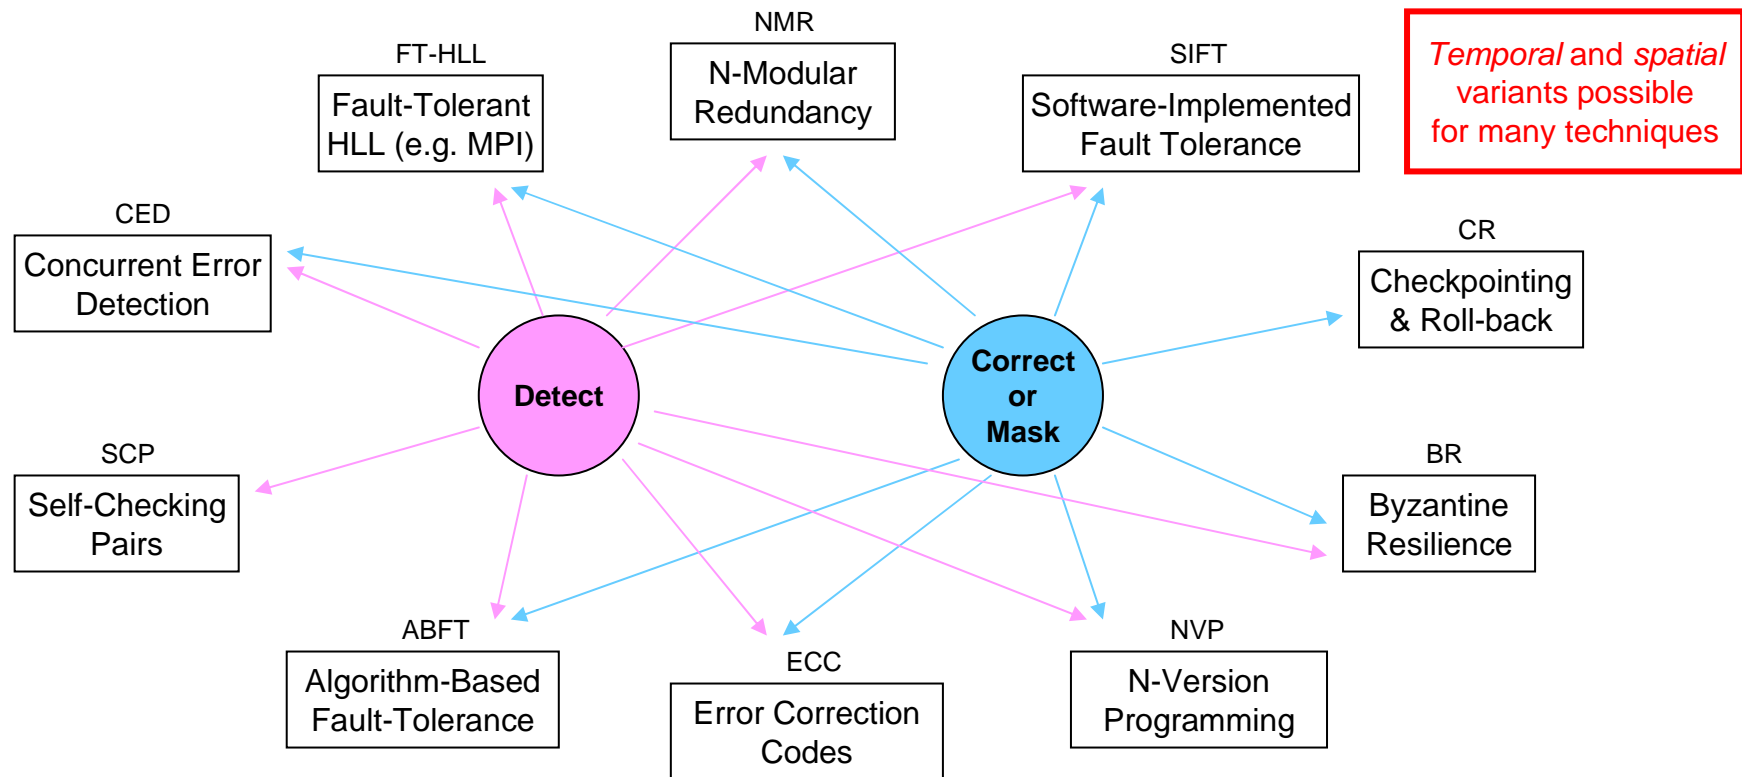 NMR
N-Modular
Redundancy
FT-HLL
Fault-Tolerant
HLL (e.g. MPI)
SIFT
Software-Implemented
Fault Tolerance
Temporal and spatial
variants possible
for many techniques
CED
Concurrent Error
Detection
CR
Checkpointing
& Roll-back
Detect
Correct
or
Mask
SCP
Self-Checking
Pairs
BR
Byzantine
Resilience
ABFT
Algorithm-Based
Fault-Tolerance
ECC
Error Correction
Codes
NVP
N-Version
Programming